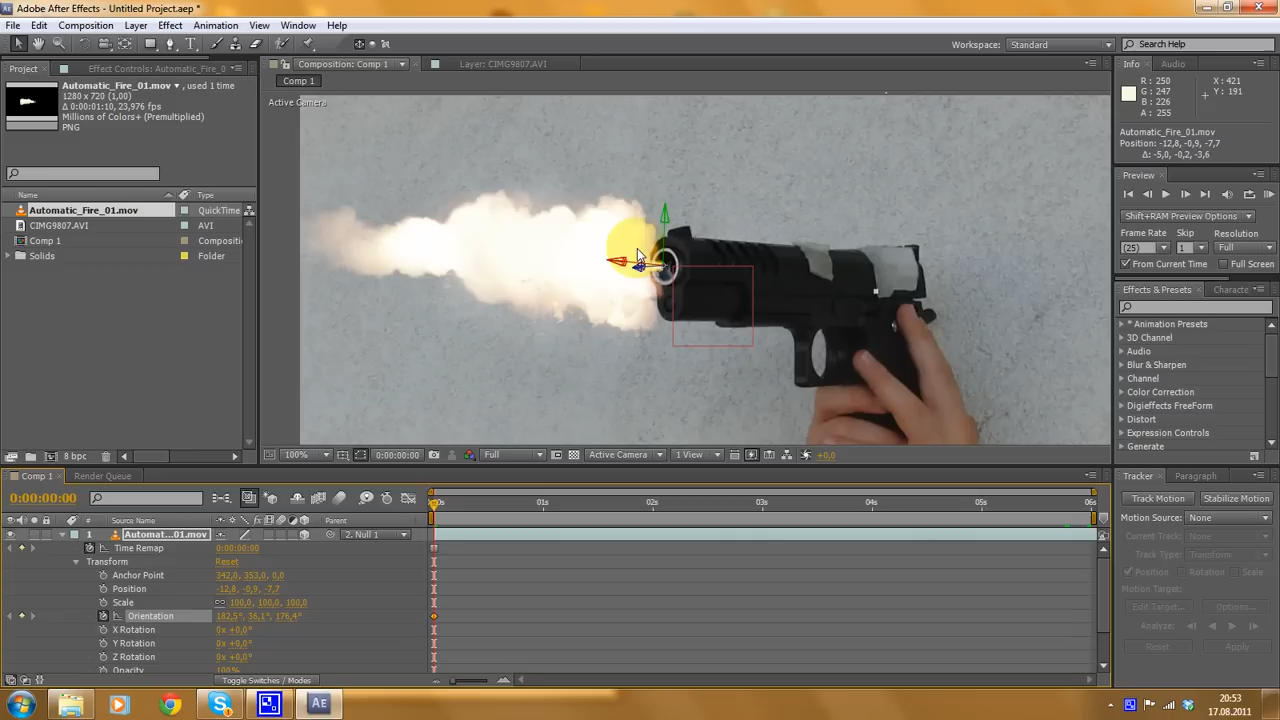 Adobe After Effects - Untitled Project.aep *
File Edit Composition Layer Effect Animation View Window Help
Workspace: Standard Search Help
Project Effect Controls: Automatic_Fire_0
Composition: Comp 1 Layer: CIMG9807.AVI
Info Audio
Automatic_Fire_01.mov , used 1 time
1280 x 720 (1,00)
Δ 0:00:01:10, 23,976 fps
Millions of Colors+ (Premultiplied)
PNG
Comp 1
Active Camera
R : 250 X : 421
G : 247 Y : 191
B : 226
A : 255
Automatic_Fire_01.mov
Position: -12,8, -0,9, -7,7
Δ: -5,0, -0,2, -3,6
Preview
Shift+RAM Preview Options
Frame Rate Skip Resolution
(25) 1 Full
From Current Time Full Screen
Effects & Presets Characte
* Animation Presets
3D Channel
Audio
Blur & Sharpen
Channel
Color Correction
Digieffects FreeForm
Distort
Expression Controls
Generate
Name Type
Automatic_Fire_01.mov QuickTime
CIMG9807.AVI AVI
Comp 1 Compositi
Solids Folder
8 bpc
100% 0:00:00:00 Full Active Camera 1 View +0,0
Comp 1 Render Queue
0:00:00:00
01s 02s 03s 04s 05s 06s
# Source Name Parent
1 Automat...01.mov 2. Null 1
Time Remap 0:00:00:00
Transform Reset
Anchor Point 342,0, 353,0, 0,0
Position -12,8, -0,9, -7,7
Scale 100,0, 100,0, 100,0%
Orientation 182,5°, 36,1°, 176,4°
X Rotation 0x +0,0°
Y Rotation 0x +0,0°
Z Rotation 0x +0,0°
Opacity 100%
Toggle Switches / Modes
Tracker Paragraph
Track Motion Stabilize Motion
Motion Source: None
Current Track: None
Track Type: Transform
Position Rotation Scale
Motion Target:
Edit Target... Options...
Analyze:
Reset Apply
20:53
17.08.2011